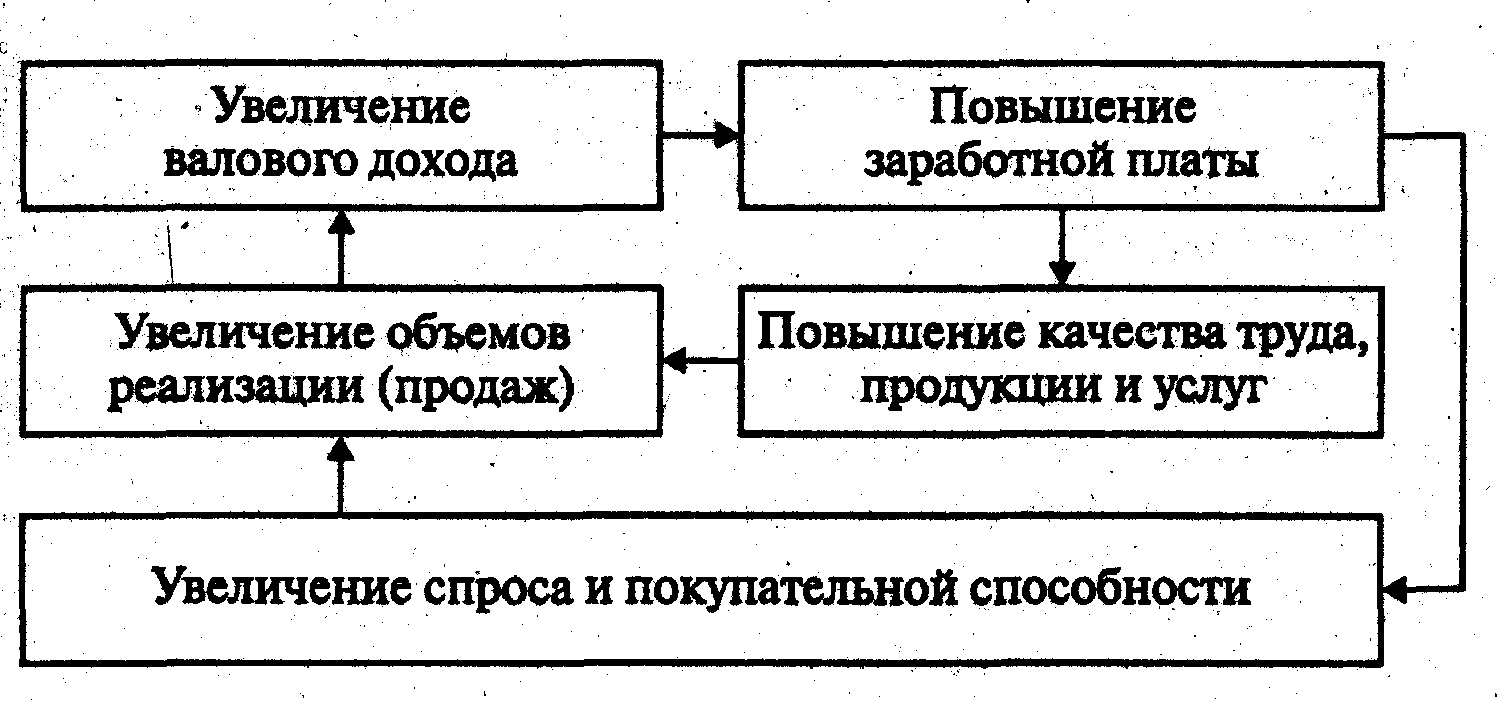 Увеличение
валового дохода
Повышение
заработной платы
Увеличение объемов
реализации (продаж)
Повышение качества труда,
продукции и услуг
Увеличение спроса и покупательной способности